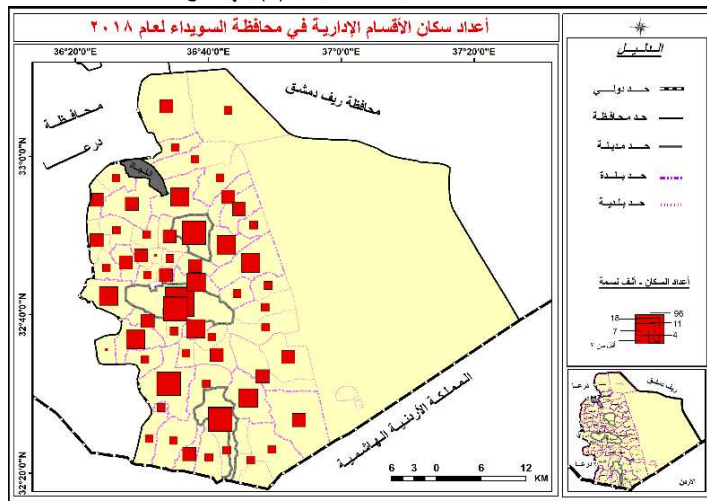 أعداد سكان الأقسام الإدارية في محافظة السويداء لعام ٢٠١٨
36°20'0"E 36°40'0"E 37°0'0"E 37°20'0"E
33°0'0"N
32°40'0"N
32°20'0"N
محافظة ريف دمشق
محافظة
درعا
المملكة الأردنية الهاشمية
6 3 0 6 12
KM
الدليل
حد دولي
حد محافظة
حد مدينة
حد بلدة
حد بلدية
أعداد السكان - ألف نسمة
96
18
11
7
4
أقل من ٢
ريف دمشق
درعا
الأردن